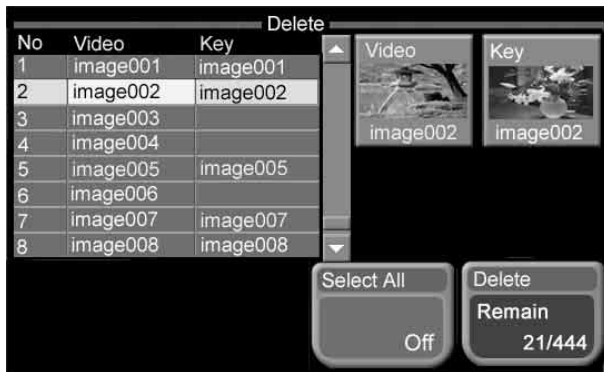 Delete
No Video Key
1 image001 image001
2 image002 image002
3 image003
4 image004
5 image005 image005
6 image006
7 image007 image007
8 image008 image008
Video
image002
Key
image002
Select All
Off
Delete
Remain
21/444